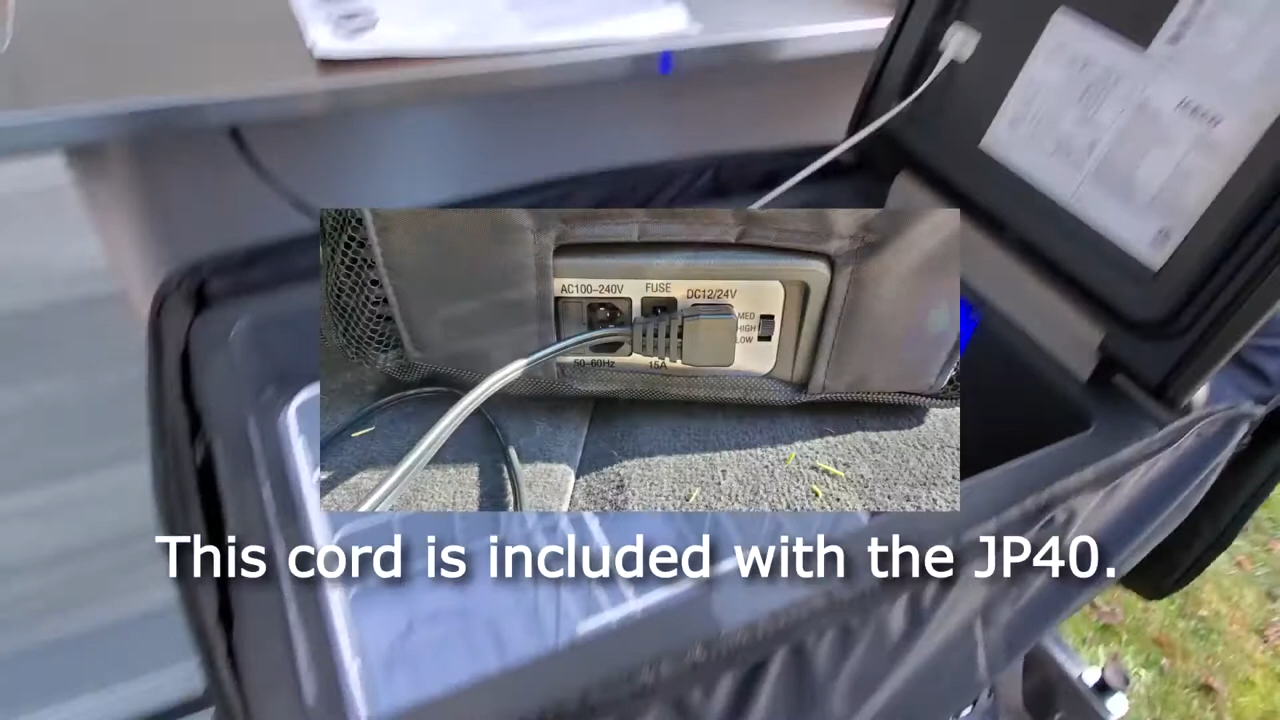 AC100-240V
FUSE
DC12/24V
MED
HIGH
LOW
50-60Hz
15A
This cord is included with the JP40.